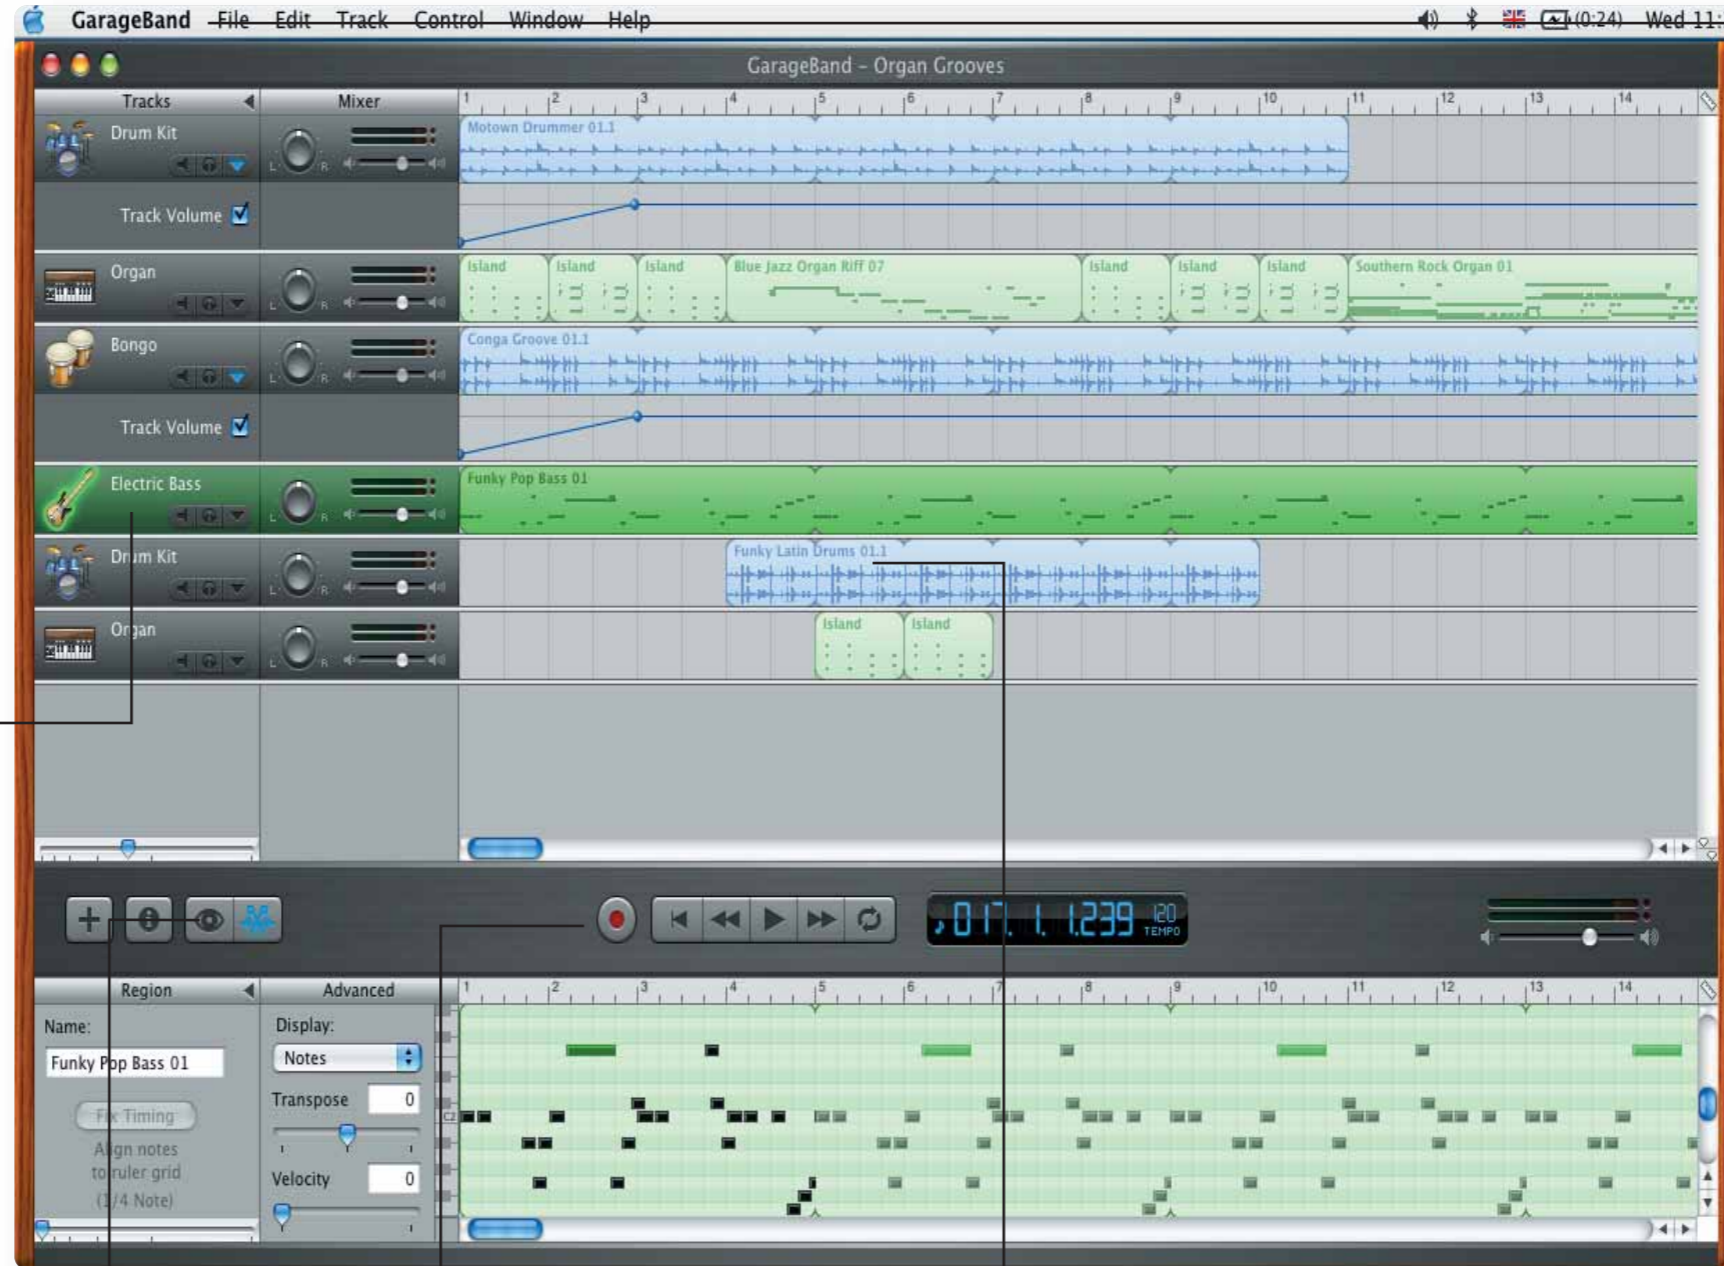 GarageBand File Edit Track Control Window Help (0:24) Wed 11:
GarageBand – Organ Grooves
Tracks Mixer 1 2 3 4 5 6 7 8 9 10 11 12 13 14
Drum Kit
L R
Motown Drummer 01.1
Track Volume
Organ
L R
Island Island Island Blue Jazz Organ Riff 07 Island Island Island Southern Rock Organ 01
Bongo
L R
Conga Groove 01.1
Track Volume
Electric Bass
L R
Funky Pop Bass 01
Drum Kit
L R
Funky Latin Drums 01.1
Organ
L R
Island Island
017. 1. 1.239 120
TEMPO
Region Advanced 1 2 3 4 5 6 7 8 9 10 11 12 13 14
Name: Display:
Funky Pop Bass 01 Notes
Fix Timing Transpose 0
C2
Align notes
to ruler grid
(1/4 Note)
Velocity 0